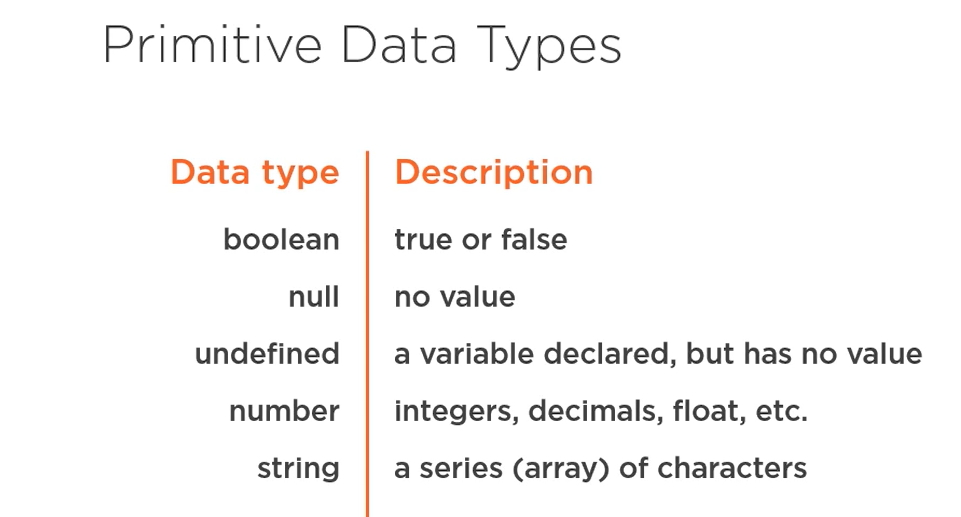 Primitive Data Types
Data type Description
boolean true or false
null no value
undefined a variable declared, but has no value
number integers, decimals, float, etc.
string a series (array) of characters